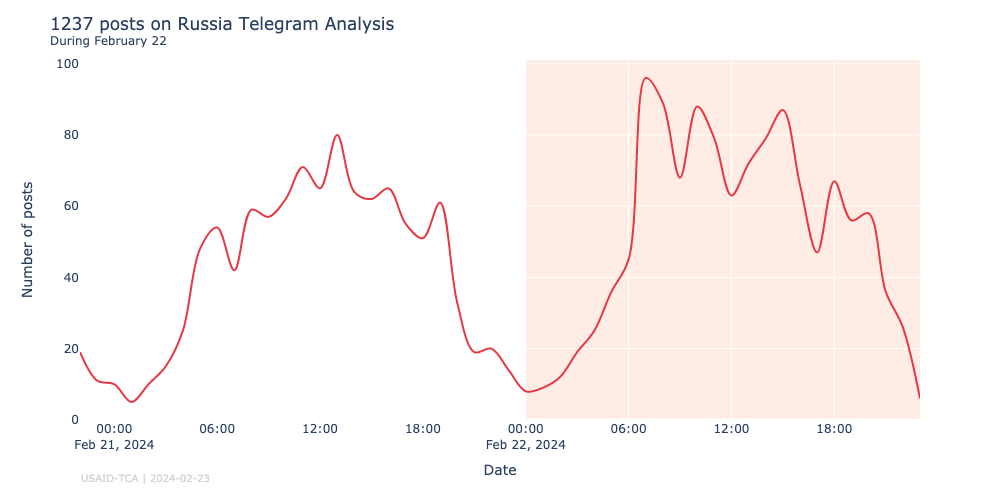 1237 posts on Russia Telegram Analysis
During February 22
100
80
60
40
20
0
Number of posts
00:00 06:00 12:00 18:00 00:00 06:00 12:00 18:00
Feb 21, 2024 Feb 22, 2024
Date
USAID-TCA | 2024-02-23